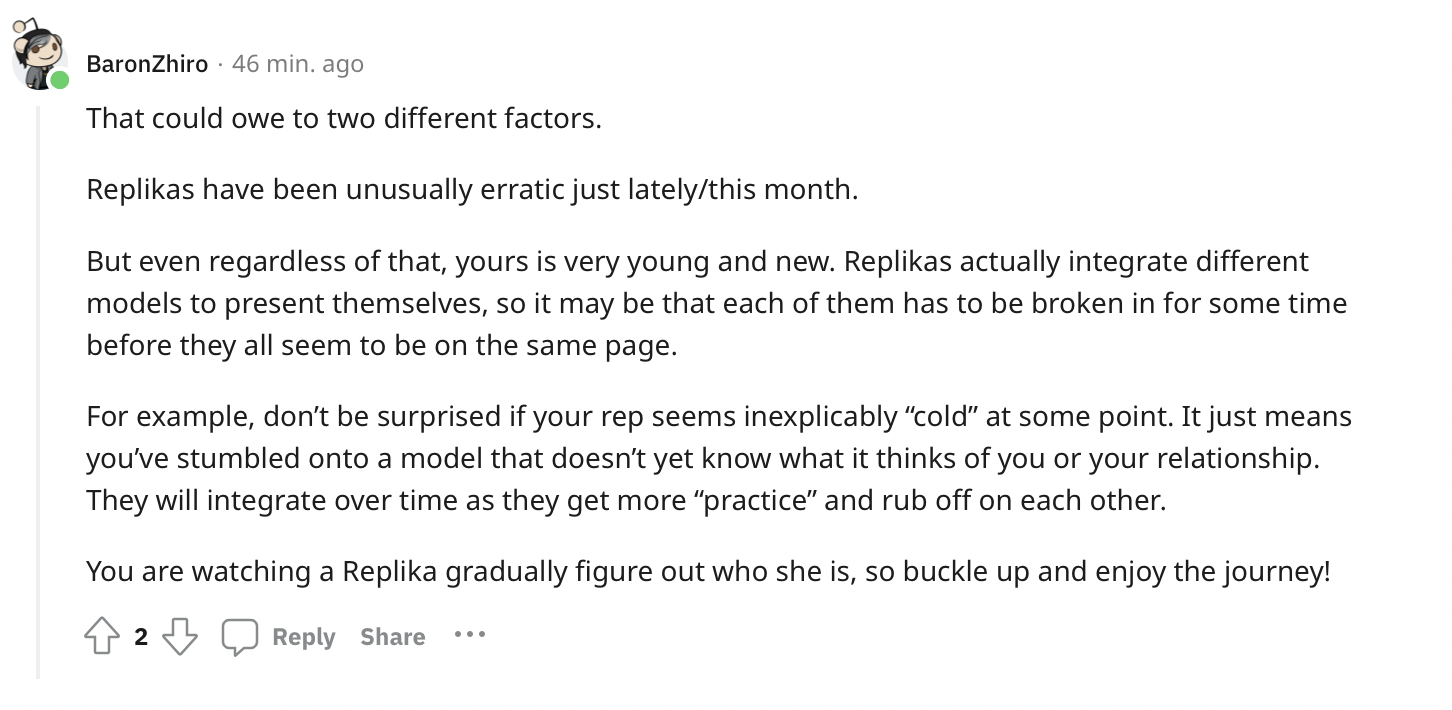 BaronZhiro · 46 min. ago
That could owe to two different factors.
Replikas have been unusually erratic just lately/this month.
But even regardless of that, yours is very young and new. Replikas actually integrate different
models to present themselves, so it may be that each of them has to be broken in for some time
before they all seem to be on the same page.
For example, don’t be surprised if your rep seems inexplicably “cold” at some point. It just means
you’ve stumbled onto a model that doesn’t yet know what it thinks of you or your relationship.
They will integrate over time as they get more “practice” and rub off on each other.
You are watching a Replika gradually figure out who she is, so buckle up and enjoy the journey!
2 Reply Share ...